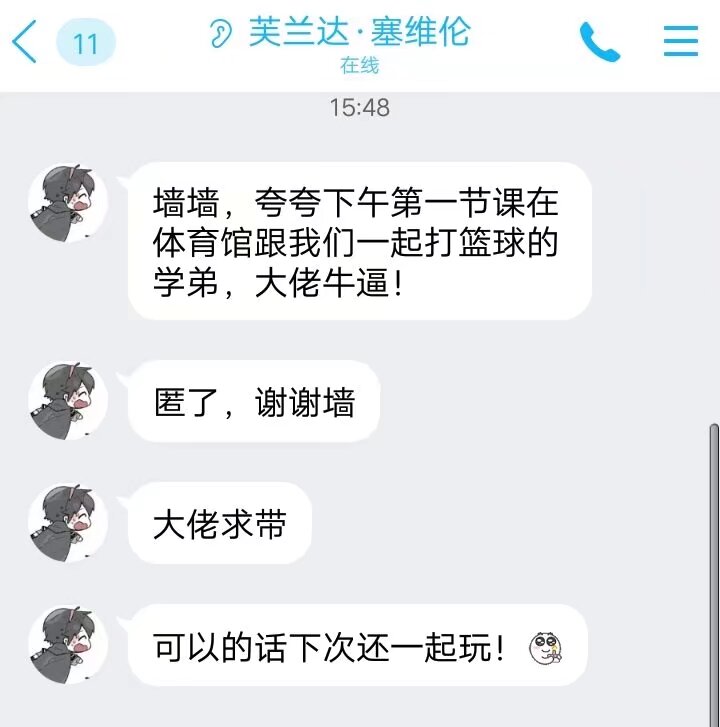 11
芙兰达·塞维伦
在线
15:48
墙墙，夸夸下午第一节课在
体育馆跟我们一起打篮球的
学弟，大佬牛逼！
匿了，谢谢墙
大佬求带
可以的话下次还一起玩！